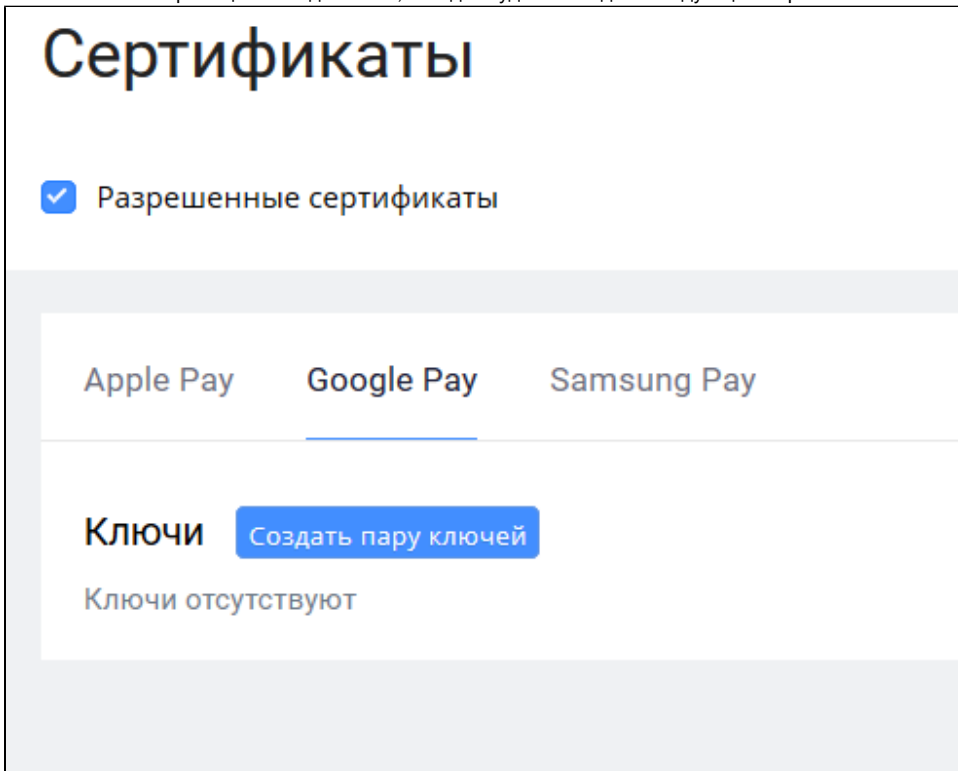 Сертификаты
Разрешенные сертификаты
Apple Pay Google Pay Samsung Pay
Ключи Создать пару ключей
Ключи отсутствуют